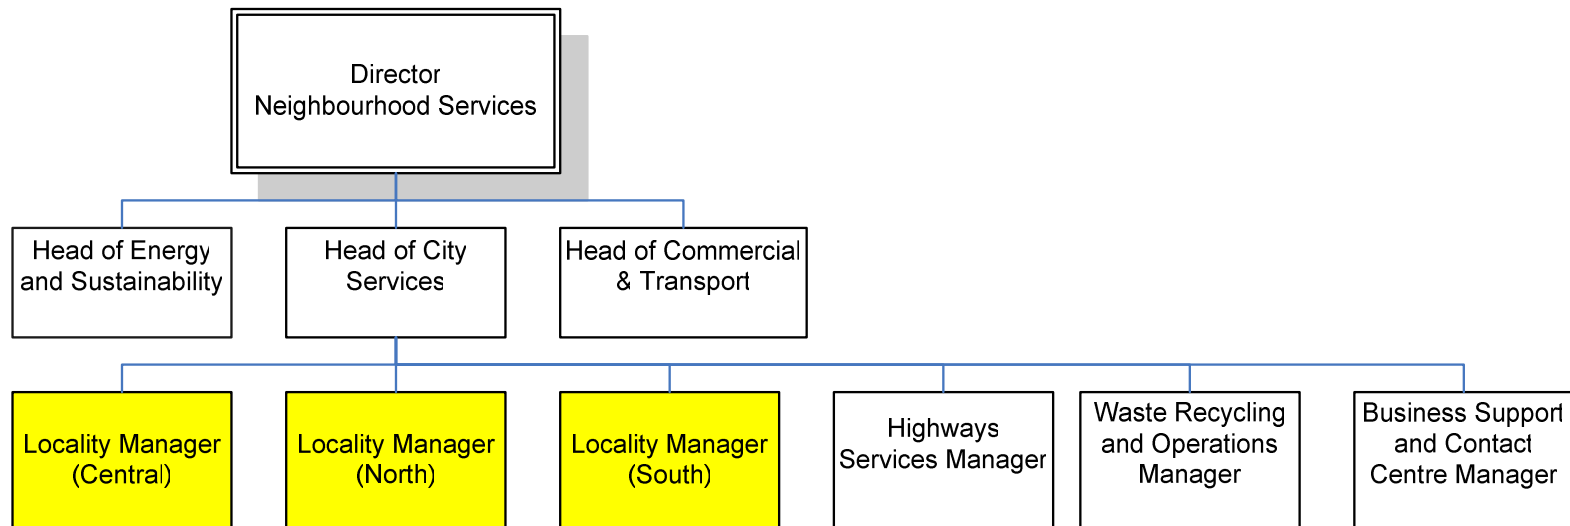 Director
Neighbourhood Services
Head of Energy
and Sustainability
Head of City
Services
Head of Commercial
& Transport
Locality Manager
(Central)
Locality Manager
(North)
Locality Manager
(South)
Highways
Services Manager
Waste Recycling
and Operations
Manager
Business Support
and Contact
Centre Manager